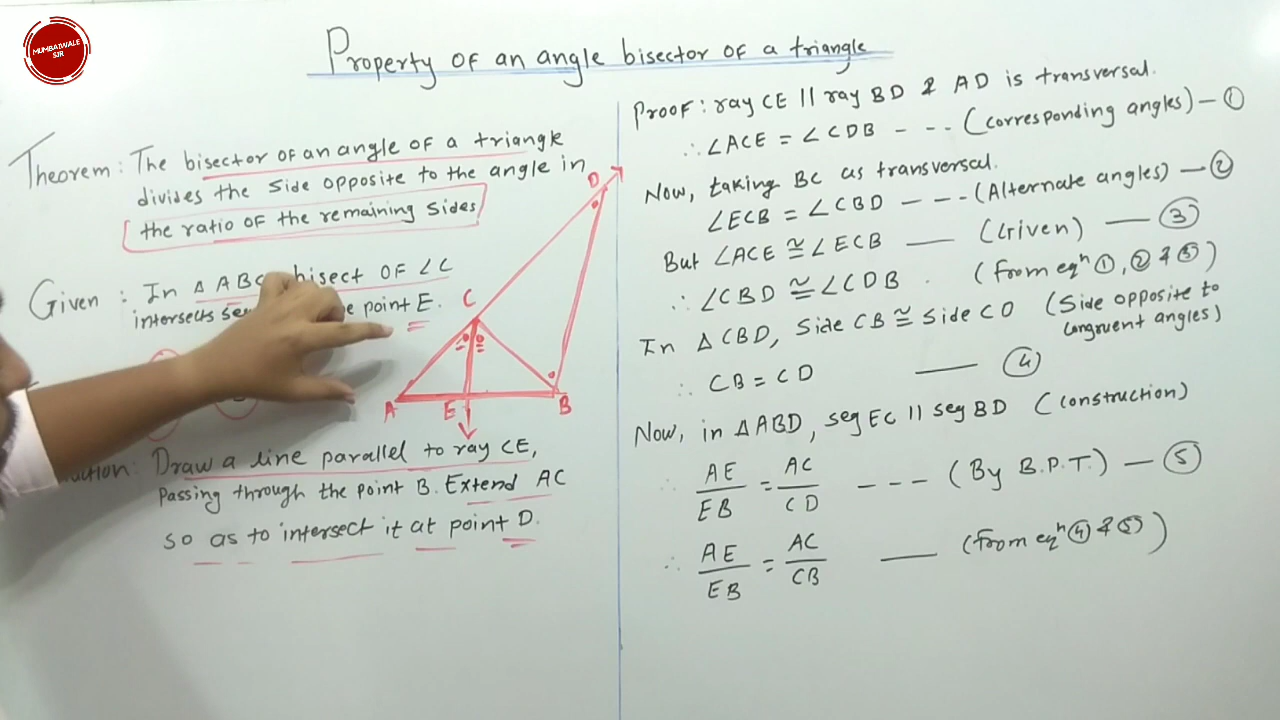 MUMBAIWALE
SIR
Property of an angle bisector of a triangle
Theorem: The bisector of an angle of a triangle
divides the side opposite to the angle in
the ratio of the remaining sides
Given : In △ABC, bisect of ∠C
intersects point E.
D
C
A
E
B
Draw a line parallel to ray CE,
passing through the point B. Extend AC
so as to intersect it at point D.
Proof: ray CE || ray BD & AD is transversal.
∴ ∠ACE = ∠CDB - - - (corresponding angles) — ①
Now, taking BC as transversal.
∠ECB = ∠CBD - - - (Alternate angles) — ②
But ∠ACE ≅ ∠ECB — (Given) — ③
∴ ∠CBD ≅ ∠CDB . (from eqⁿ ①, ② & ③)
In △CBD, Side CB ≅ Side CD (Side opposite to
congruent angles)
∴ CB = CD — ④
Now, in △ABD, seg EC || seg BD (construction)
∴ AE/EB = AC/CD - - - (By B.P.T.) — ⑤
∴ AE/EB = AC/CB — (from eqⁿ ④ & ⑤)